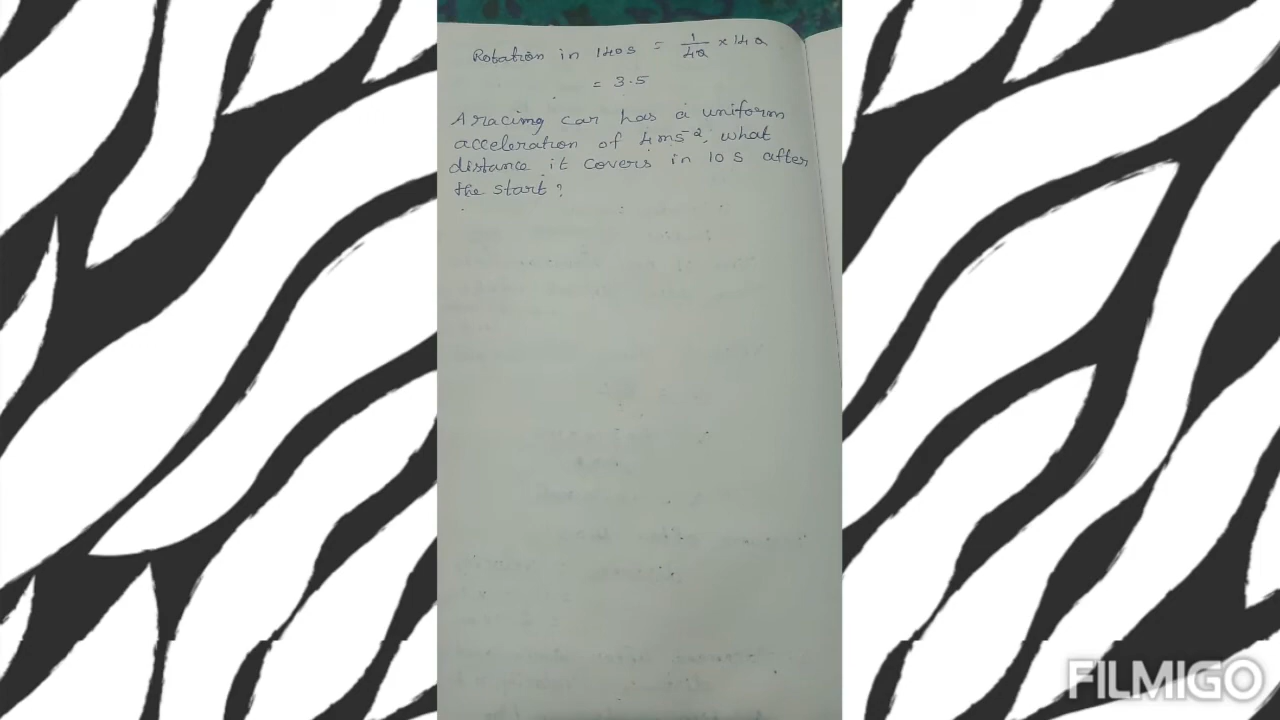 Rotation in 140s = 1/40 × 140
= 3.5
A racing car has a uniform
acceleration of 4ms⁻², what
distance it covers in 10 s after
the start?
FILMIGO